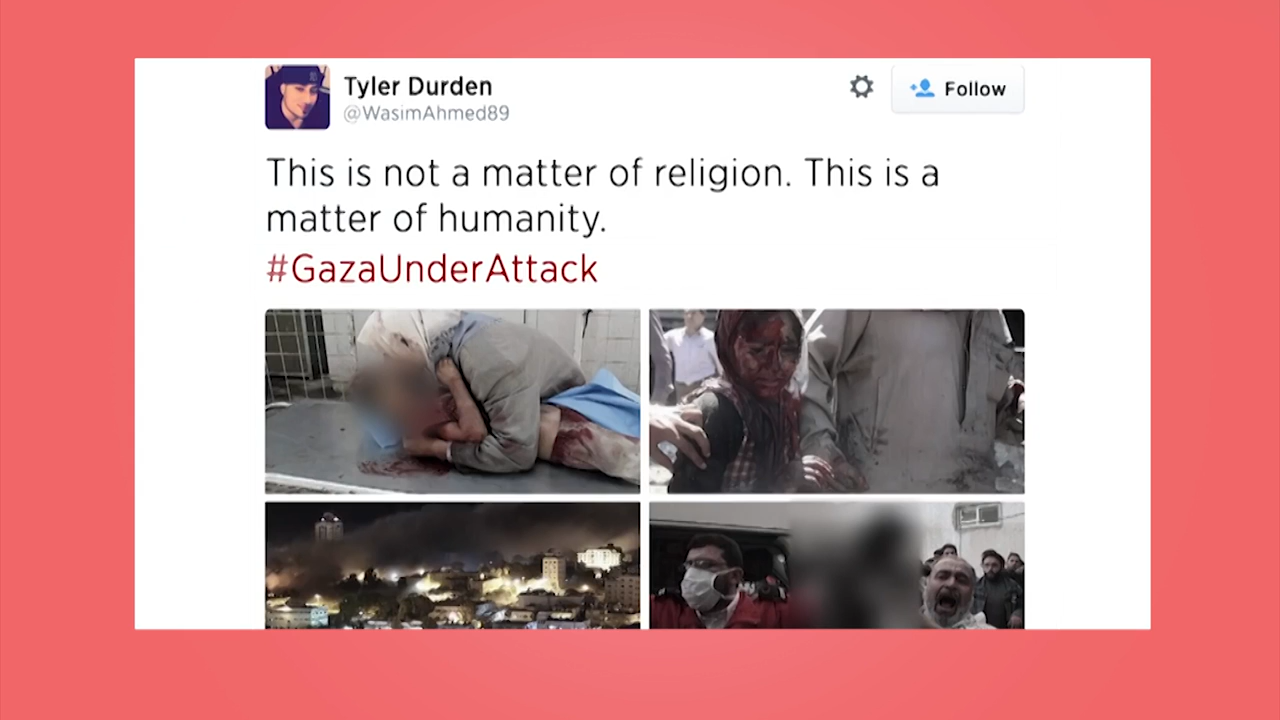 Tyler Durden
@WasimAhmed89
Follow
This is not a matter of religion. This is a
matter of humanity.
#GazaUnderAttack